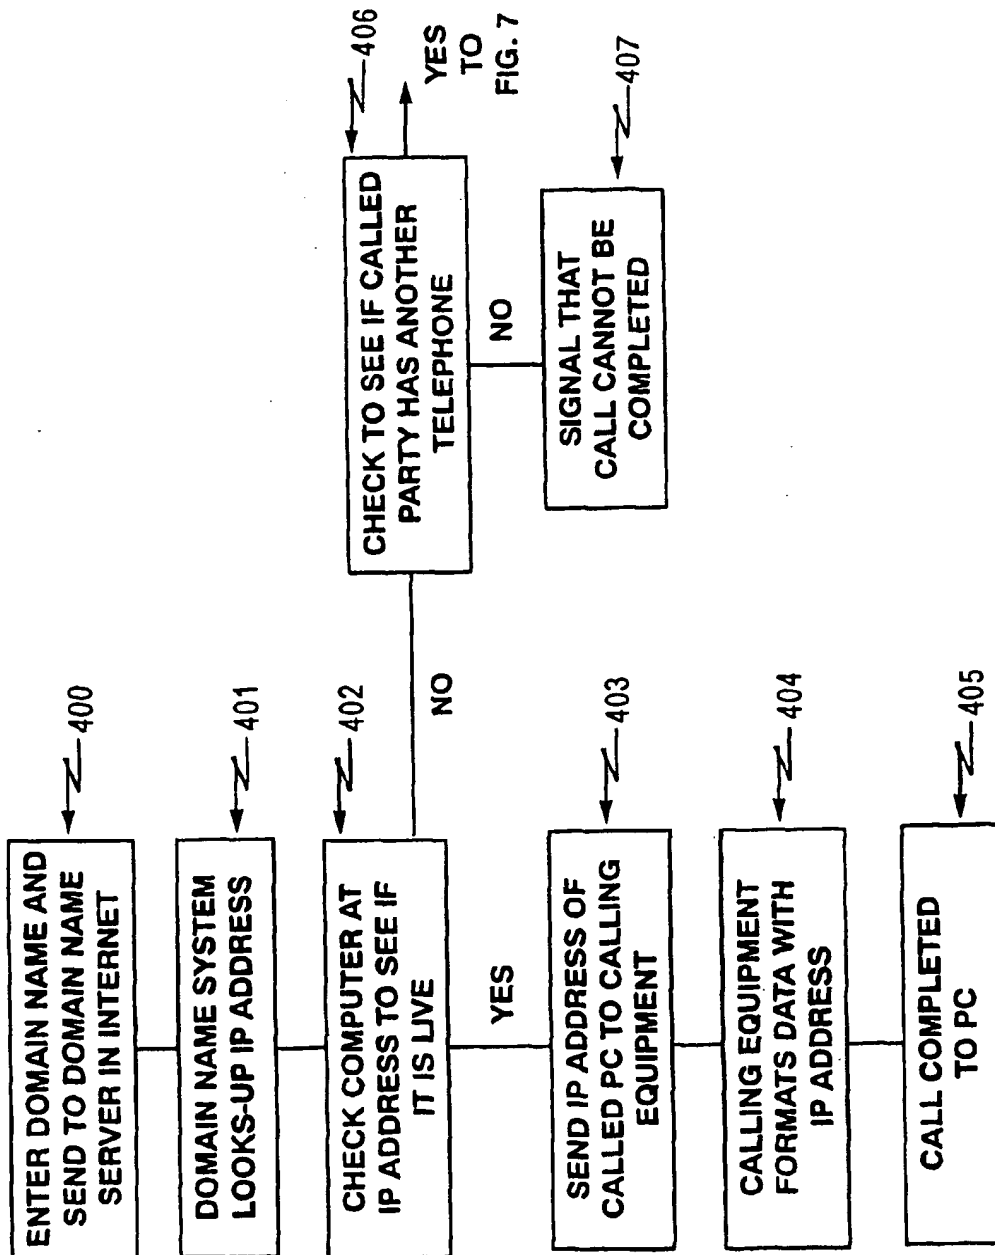 ENTER DOMAIN NAME AND
SEND TO DOMAIN NAME
SERVER IN INTERNET
400
DOMAIN NAME SYSTEM
LOOKS-UP IP ADDRESS
401
CHECK COMPUTER AT
IP ADDRESS TO SEE IF
IT IS LIVE
402
NO
YES
SEND IP ADDRESS OF
CALLED PC TO CALLING
EQUIPMENT
403
CALLING EQUIPMENT
FORMATS DATA WITH
IP ADDRESS
404
CALL COMPLETED
TO PC
405
CHECK TO SEE IF CALLED
PARTY HAS ANOTHER
TELEPHONE
406
YES
TO
FIG. 7
NO
SIGNAL THAT
CALL CANNOT BE
COMPLETED
407